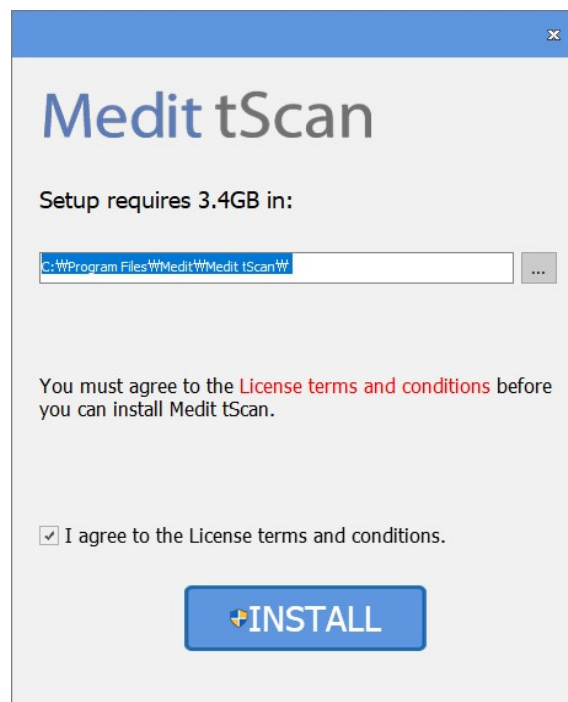 Medit tScan
Setup requires 3.4GB in:
C:₩Program Files₩Medit₩Medit tScan₩
...
You must agree to the License terms and conditions before
you can install Medit tScan.
I agree to the License terms and conditions.
INSTALL